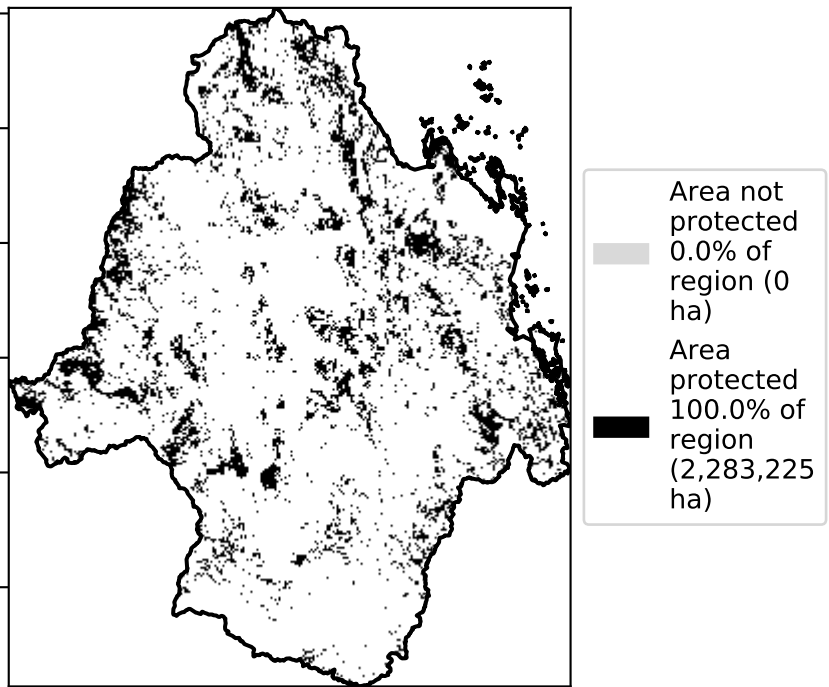 Area not
protected
0.0% of
region (0
ha)
Area
protected
100.0% of
region
(2,283,225
ha)